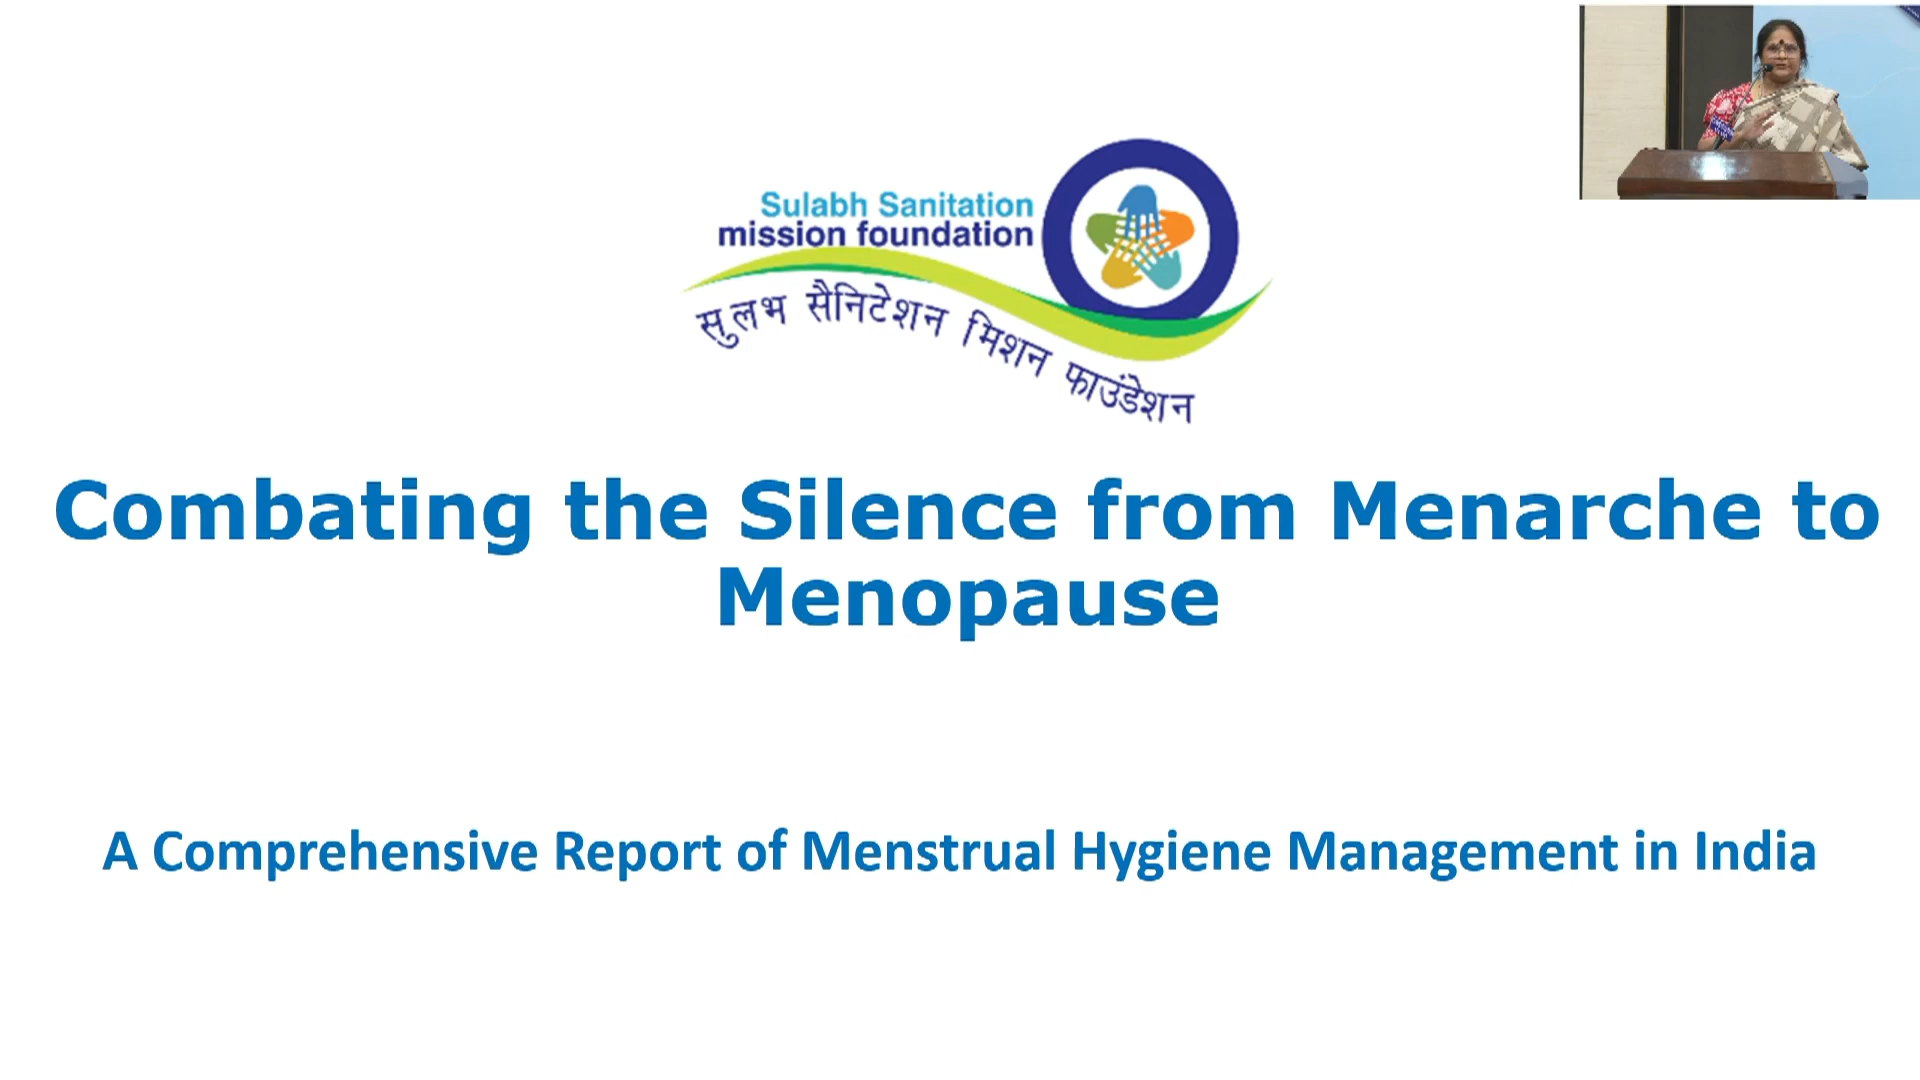 Sulabh Sanitation
mission foundation
सुलभ सैनिटेशन मिशन फाउंडेशन
Combating the Silence from Menarche to
Menopause
A Comprehensive Report of Menstrual Hygiene Management in India